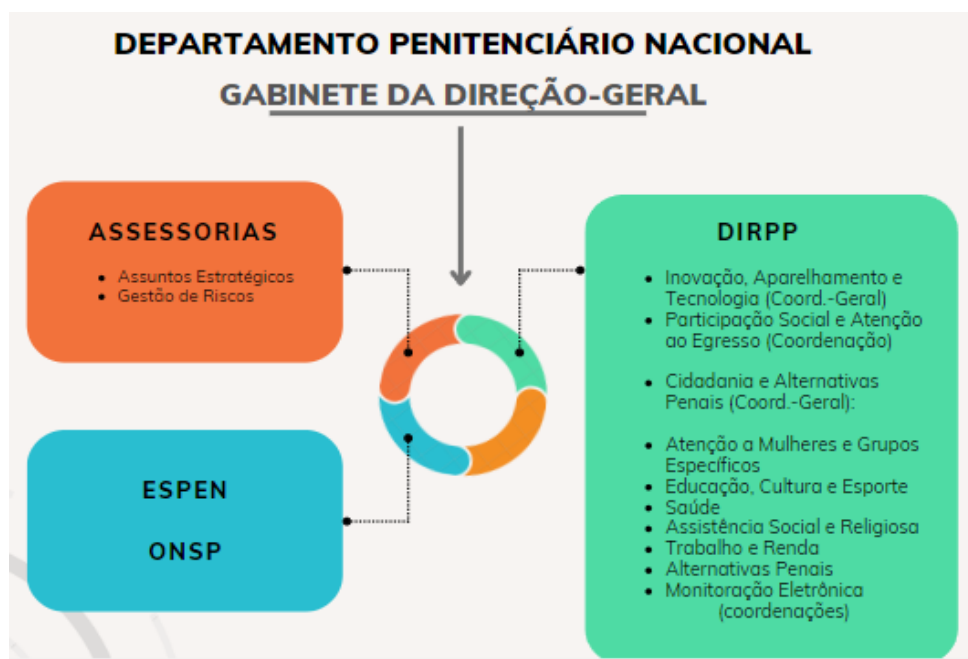 DEPARTAMENTO PENITENCIÁRIO NACIONAL
GABINETE DA DIREÇÃO-GERAL
ASSESSORIAS
• Assuntos Estratégicos
• Gestão de Riscos
ESPEN
ONSP
DIRPP
• Inovação, Aparelhamento e
Tecnologia (Coord.-Geral)
• Participação Social e Atenção
ao Egresso (Coordenação)
• Cidadania e Alternativas
Penais (Coord.-Geral):
• Atenção a Mulheres e Grupos
Específicos
• Educação, Cultura e Esporte
• Saúde
• Assistência Social e Religiosa
• Trabalho e Renda
• Alternativas Penais
• Monitoração Eletrônica
(coordenações)